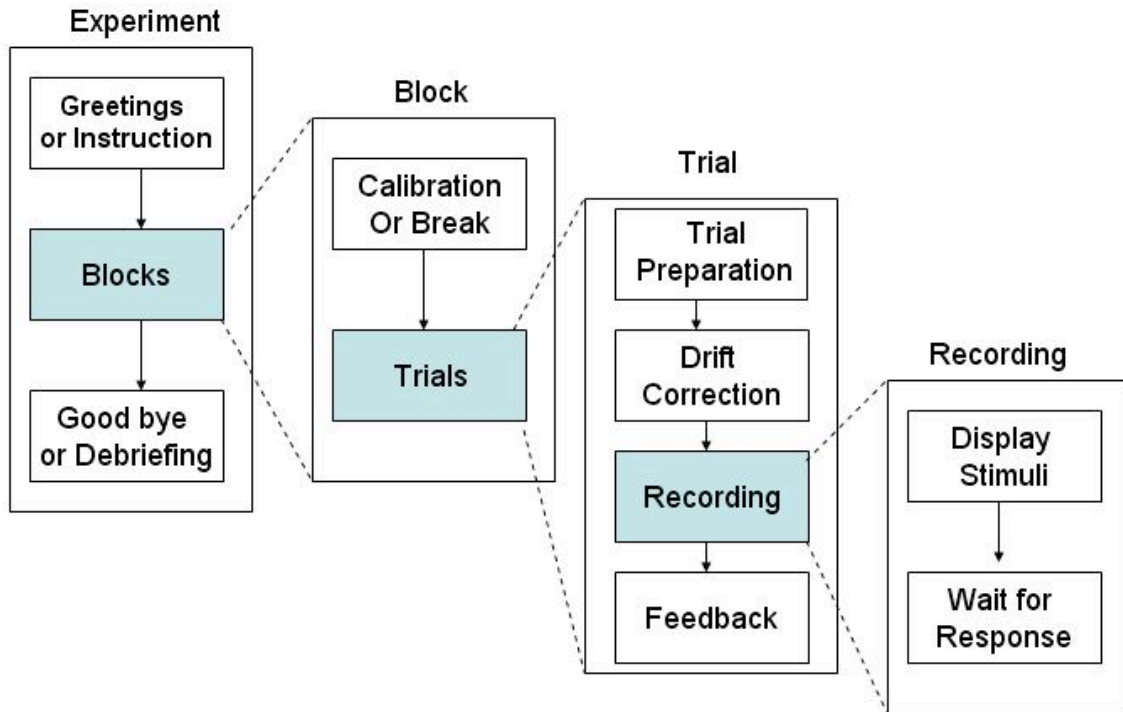 Experiment
Greetings
or Instruction
Blocks
Good bye
or Debriefing
Block
Calibration
Or Break
Trials
Trial
Trial
Preparation
Drift
Correction
Recording
Feedback
Recording
Display
Stimuli
Wait for
Response